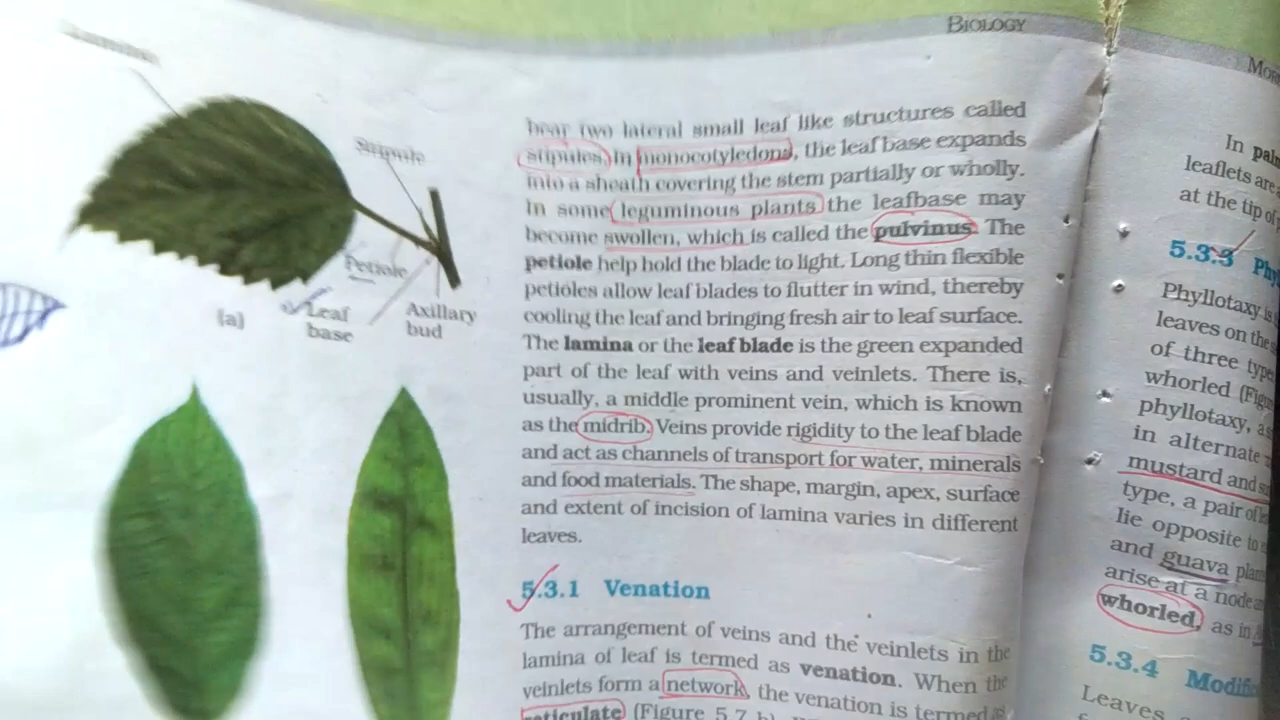 BIOLOGY
Stipule
Petiole
Leaf
base
Axillary
bud
(a)
bear two lateral small leaf like structures called
stipules. In monocotyledons, the leaf base expands
into a sheath covering the stem partially or wholly.
In some leguminous plants the leafbase may
become swollen, which is called the pulvinus. The
petiole help hold the blade to light. Long thin flexible
petioles allow leaf blades to flutter in wind, thereby
cooling the leaf and bringing fresh air to leaf surface.
The lamina or the leaf blade is the green expanded
part of the leaf with veins and veinlets. There is,
usually, a middle prominent vein, which is known
as the midrib. Veins provide rigidity to the leaf blade
and act as channels of transport for water, minerals
and food materials. The shape, margin, apex, surface
and extent of incision of lamina varies in different
leaves.
5.3.1 Venation
The arrangement of veins and the veinlets in the
lamina of leaf is termed as venation. When the
veinlets form a network, the venation is termed as
reticulate (Figure 5.7 b)
In
leaflets are
at the tip of
5.3.3
Phyllotaxy is
leaves on the
of three
whorled
phyllotaxy,
in alternate
mustard and
type, a pair of
lie opposite to
and guava
arise at a node
whorled, as in
5.3.4
Leaves